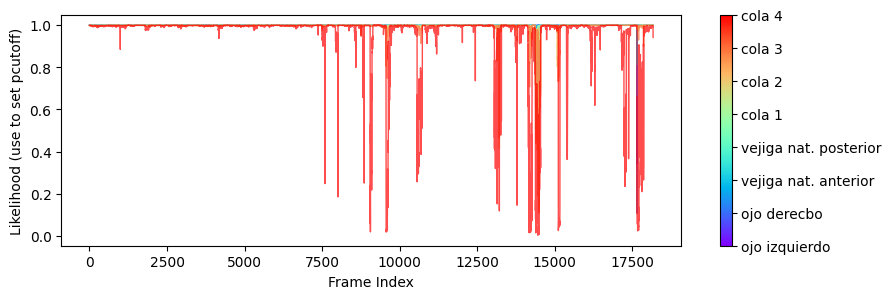 1.0
0.8
0.6
0.4
0.2
0.0
Likelihood (use to set pcutoff)
0
2500
5000
7500
10000
12500
15000
17500
Frame Index
cola 4
cola 3
cola 2
cola 1
vejiga nat. posterior
vejiga nat. anterior
ojo derecbo
ojo izquierdo